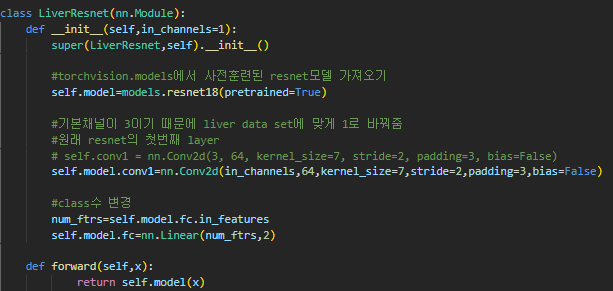 class LiverResnet(nn.Module):
    def __init__(self,in_channels=1):
        super(LiverResnet,self).__init__()

        #torchvision.models에서 사전훈련된 resnet모델 가져오기
        self.model=models.resnet18(pretrained=True)

        #기본채널이 3이기 때문에 liver data set에 맞게 1로 바꿔줌
        #원래 resnet의 첫번째 layer
        # self.conv1 = nn.Conv2d(3, 64, kernel_size=7, stride=2, padding=3, bias=False)
        self.model.conv1=nn.Conv2d(in_channels,64,kernel_size=7,stride=2,padding=3,bias=False)

        #class수 변경
        num_ftrs=self.model.fc.in_features
        self.model.fc=nn.Linear(num_ftrs,2)

    def forward(self,x):
            return self.model(x)